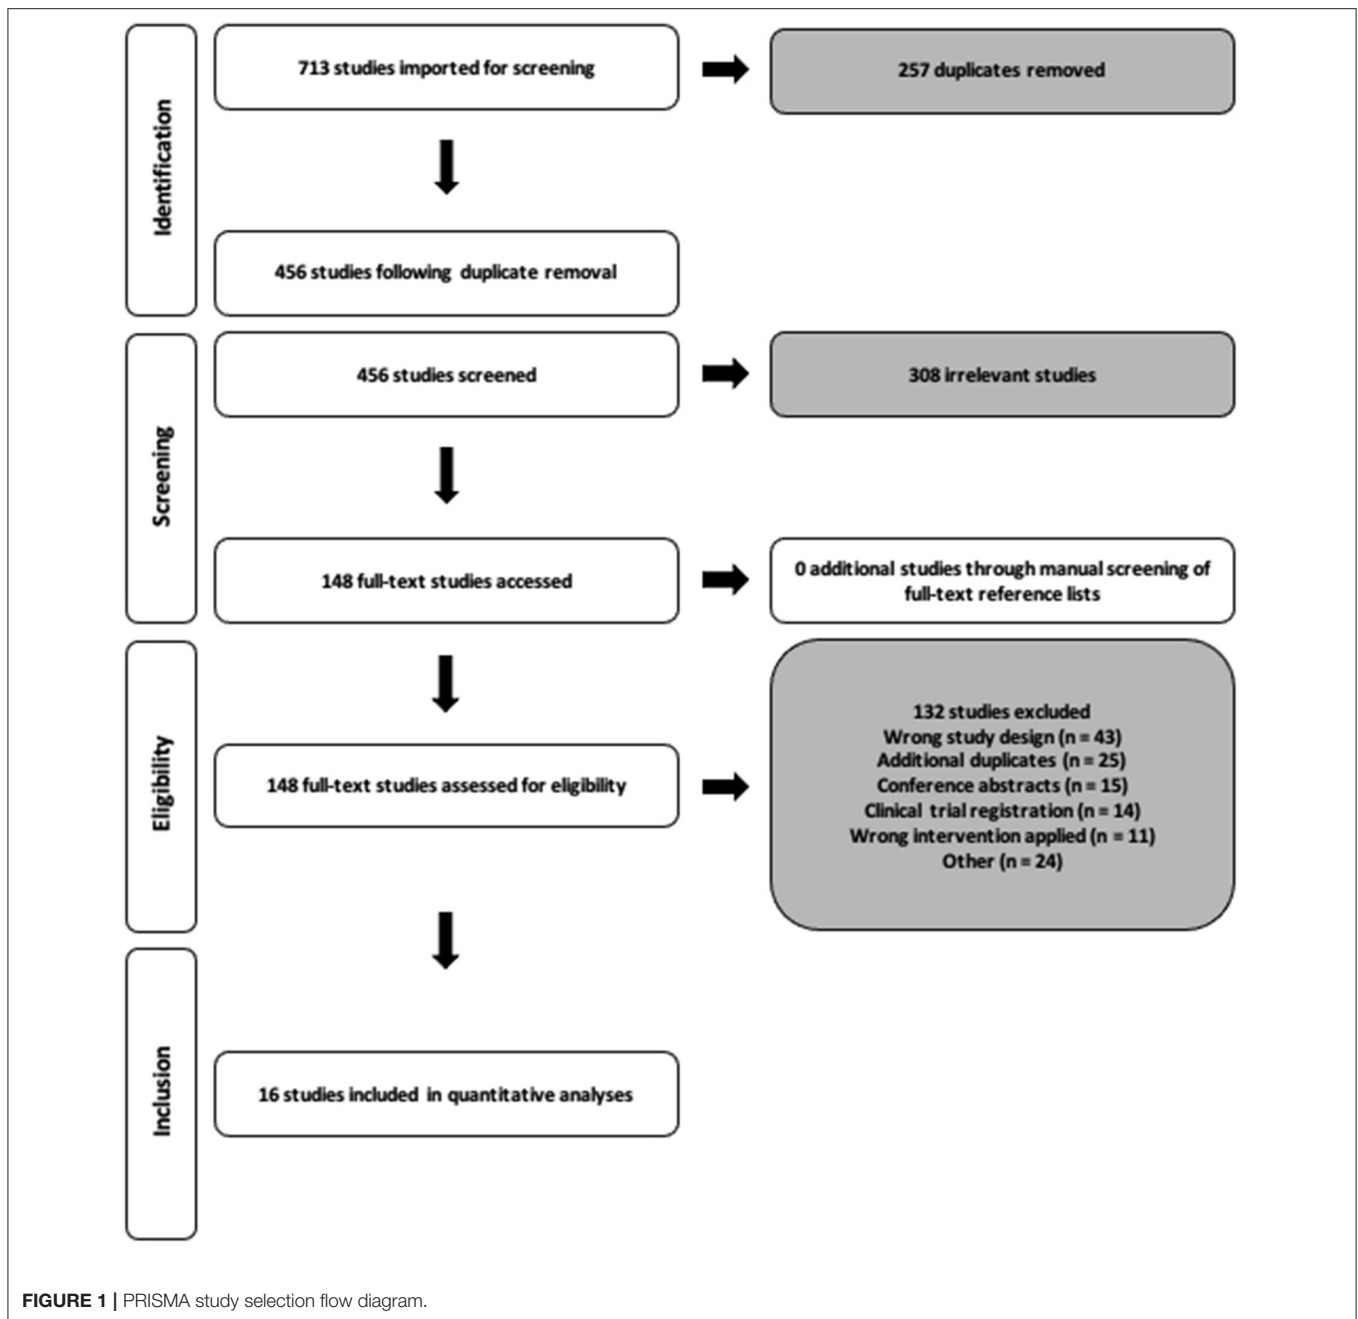 Identification
713 studies imported for screening
257 duplicates removed
456 studies following duplicate removal
Screening
456 studies screened
308 irrelevant studies
148 full-text studies accessed
0 additional studies through manual screening of
full-text reference lists
Eligibility
148 full-text studies assessed for eligibility
132 studies excluded
Wrong study design (n = 43)
Additional duplicates (n = 25)
Conference abstracts (n = 15)
Clinical trial registration (n = 14)
Wrong intervention applied (n = 11)
Other (n = 24)
Inclusion
16 studies included in quantitative analyses
FIGURE 1 | PRISMA study selection flow diagram.